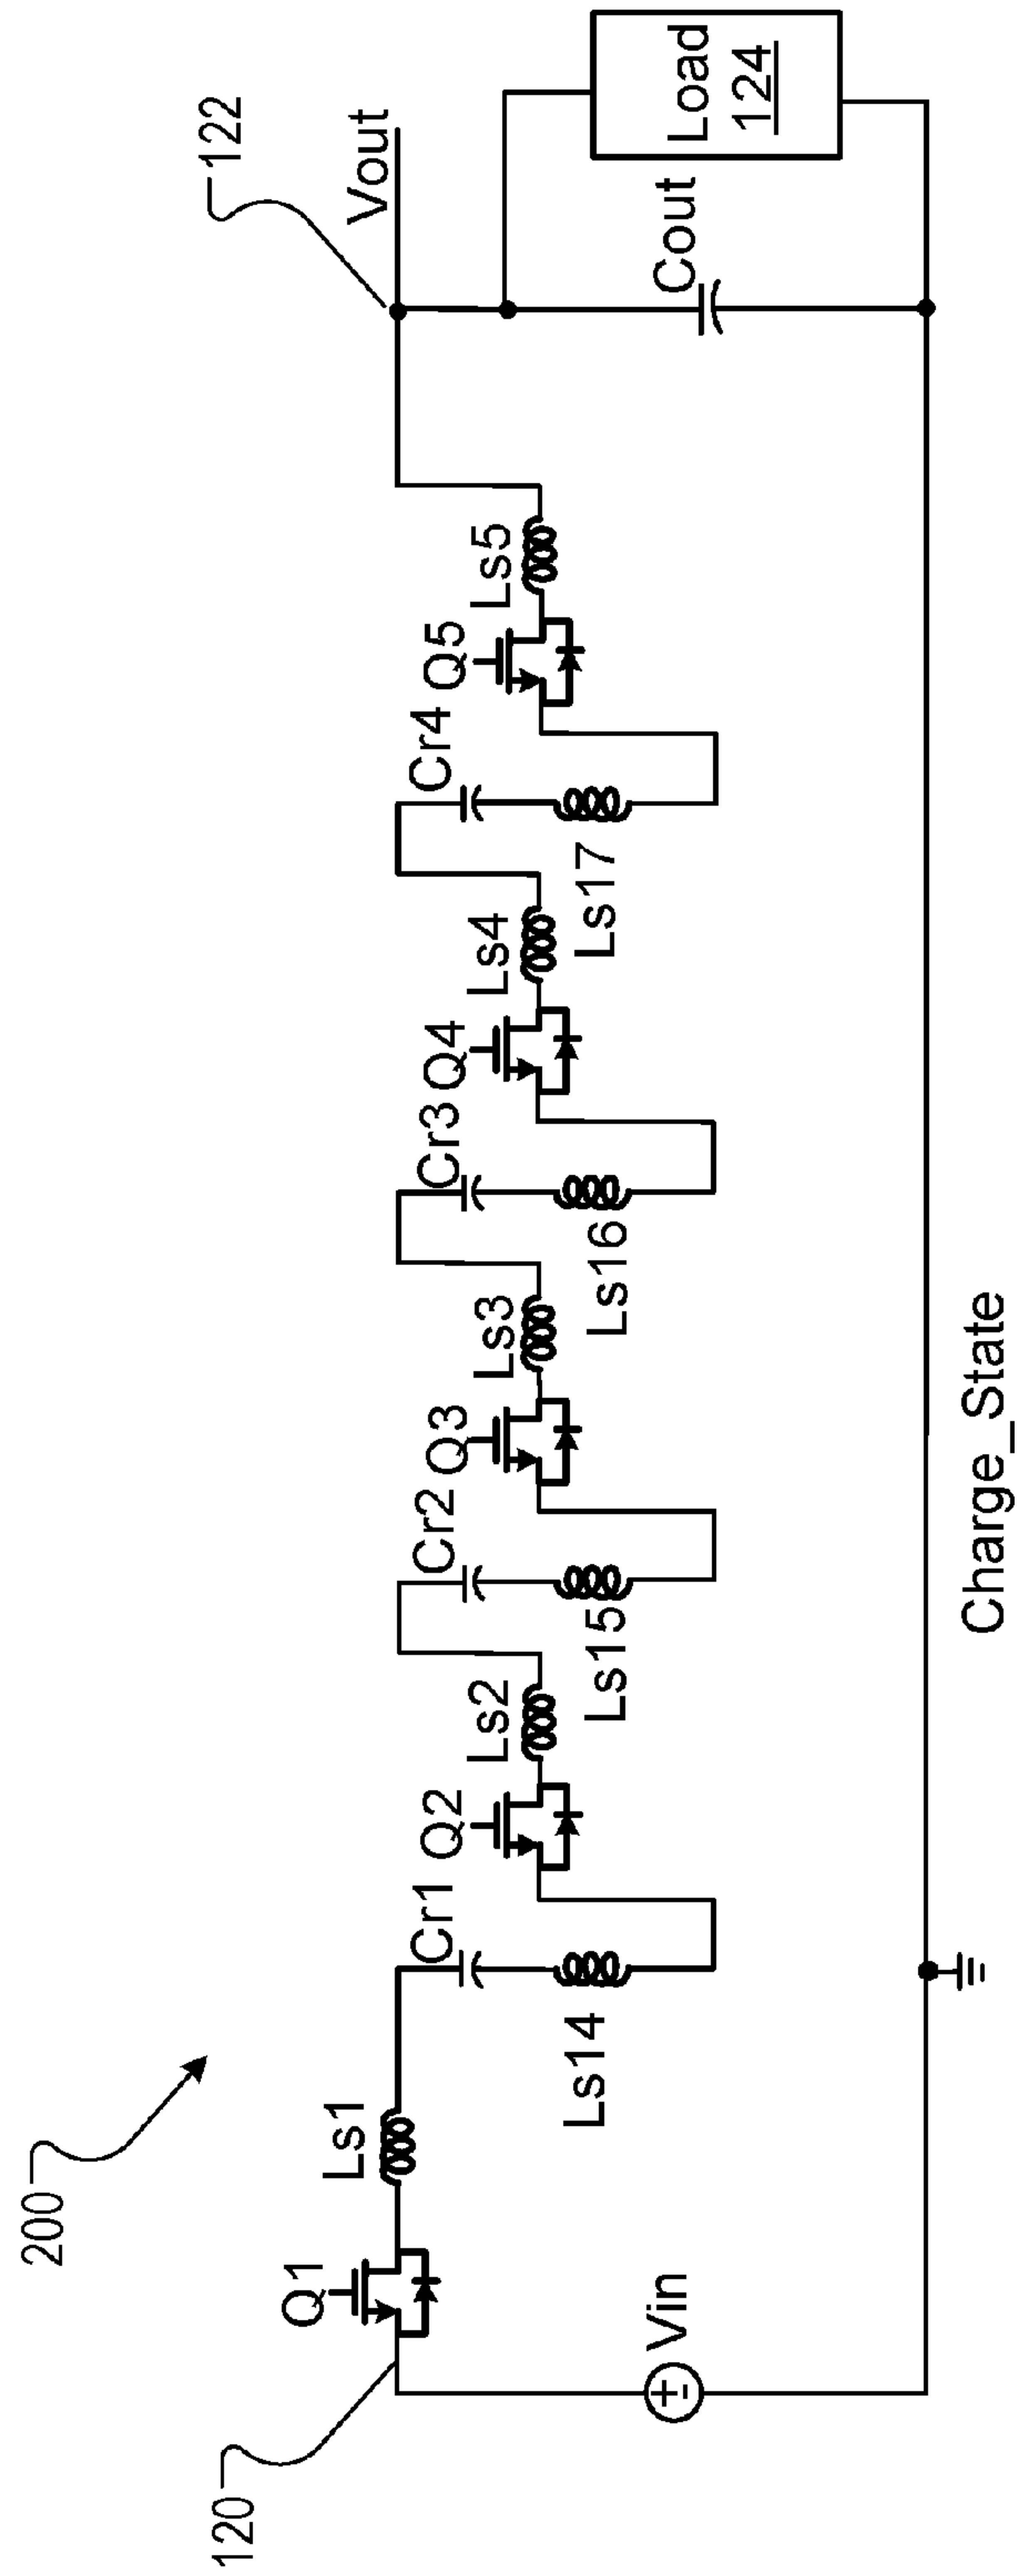 200
120
122
Q1
Ls1
Cr1
Ls14
Q2
Ls2
Cr2
Ls15
Q3
Ls3
Cr3
Ls16
Q4
Ls4
Cr4
Ls17
Q5
Ls5
Vout
Cout
Load
124
Vin
+
-
Charge_State